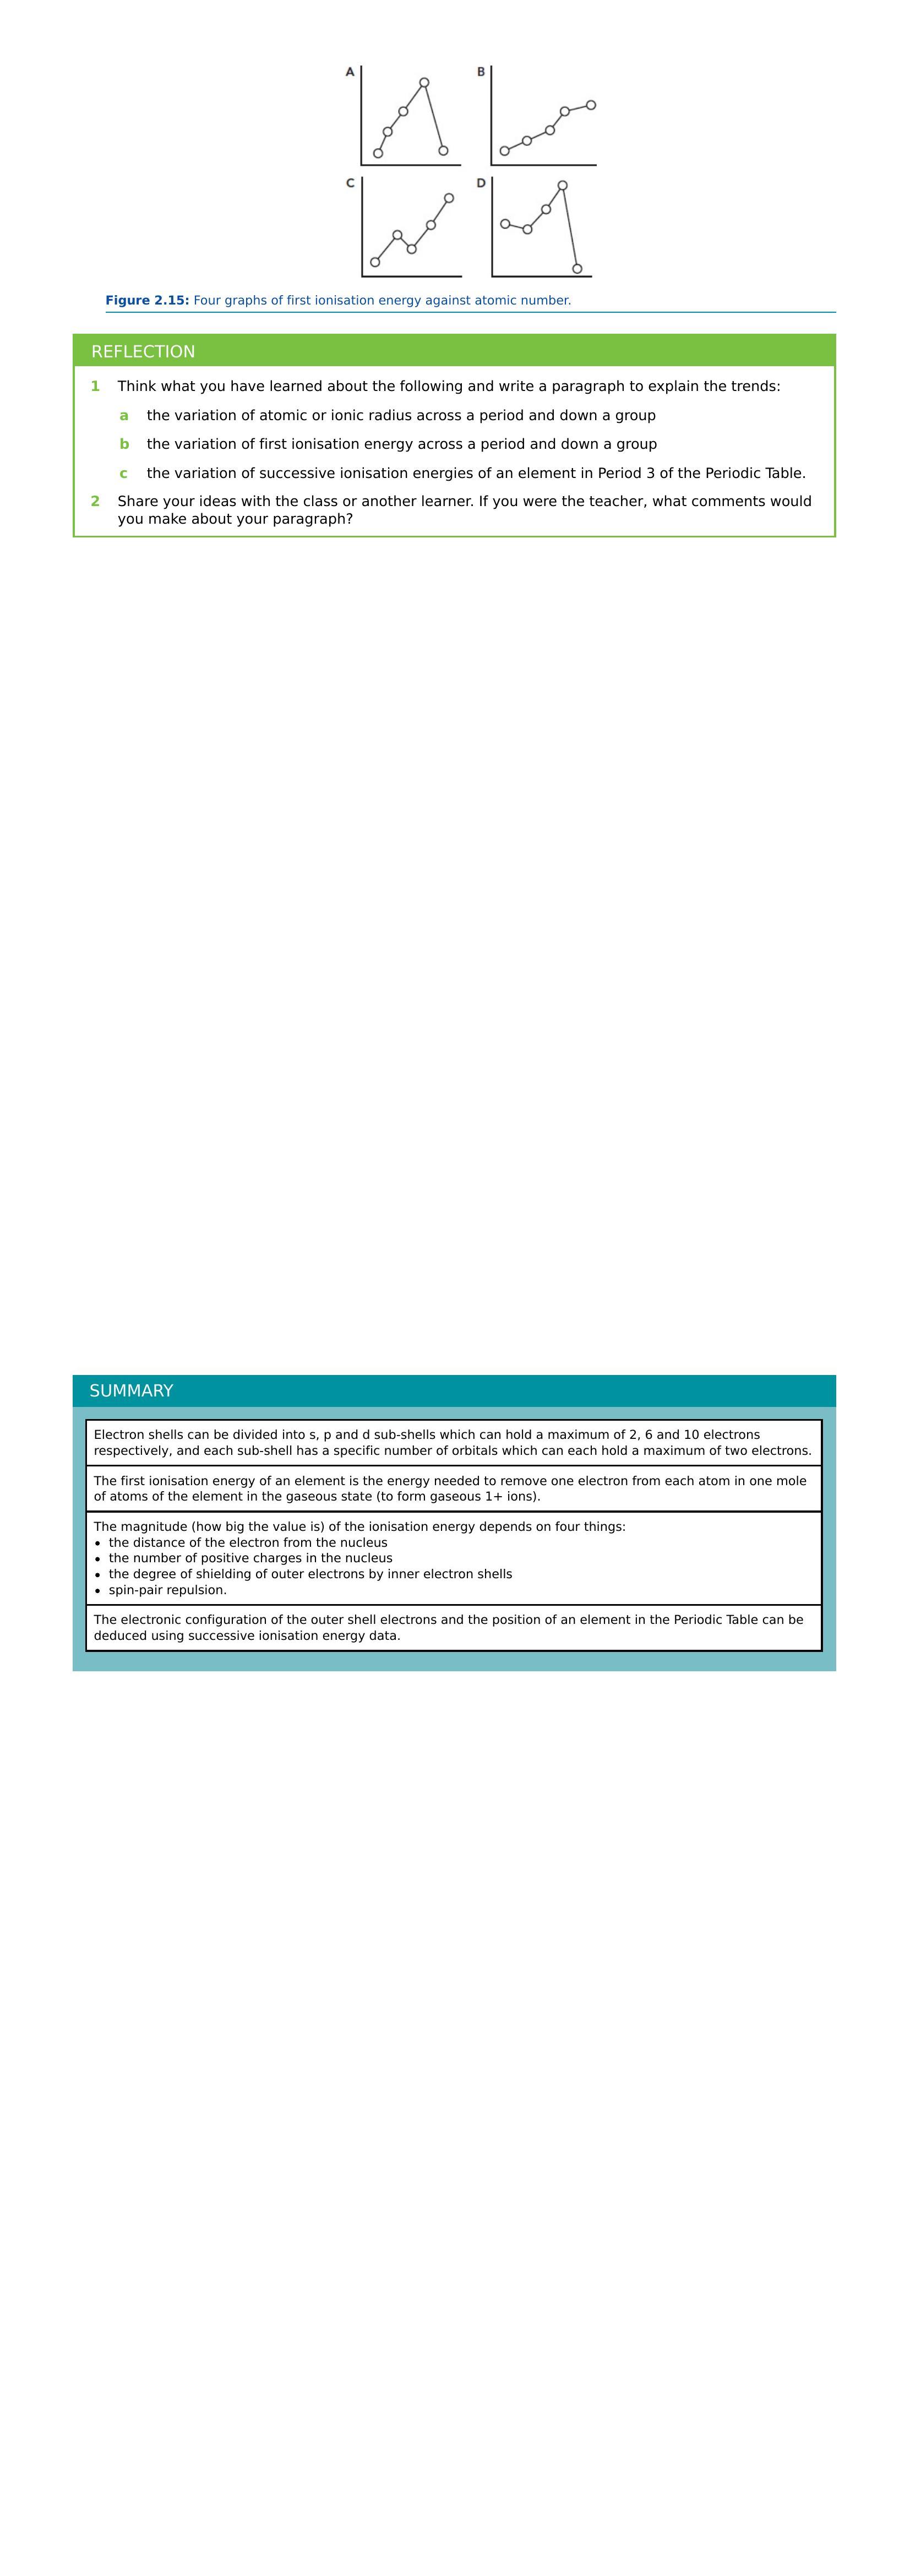 A
B
C
D
Figure 2.15: Four graphs of first ionisation energy against atomic number.
REFLECTION
1 Think what you have learned about the following and write a paragraph to explain the trends:
a the variation of atomic or ionic radius across a period and down a group
b the variation of first ionisation energy across a period and down a group
c the variation of successive ionisation energies of an element in Period 3 of the Periodic Table.
2 Share your ideas with the class or another learner. If you were the teacher, what comments would
you make about your paragraph?
SUMMARY
Electron shells can be divided into s, p and d sub-shells which can hold a maximum of 2, 6 and 10 electrons
respectively, and each sub-shell has a specific number of orbitals which can each hold a maximum of two electrons.
The first ionisation energy of an element is the energy needed to remove one electron from each atom in one mole
of atoms of the element in the gaseous state (to form gaseous 1+ ions).
The magnitude (how big the value is) of the ionisation energy depends on four things:
• the distance of the electron from the nucleus
• the number of positive charges in the nucleus
• the degree of shielding of outer electrons by inner electron shells
• spin-pair repulsion.
The electronic configuration of the outer shell electrons and the position of an element in the Periodic Table can be
deduced using successive ionisation energy data.